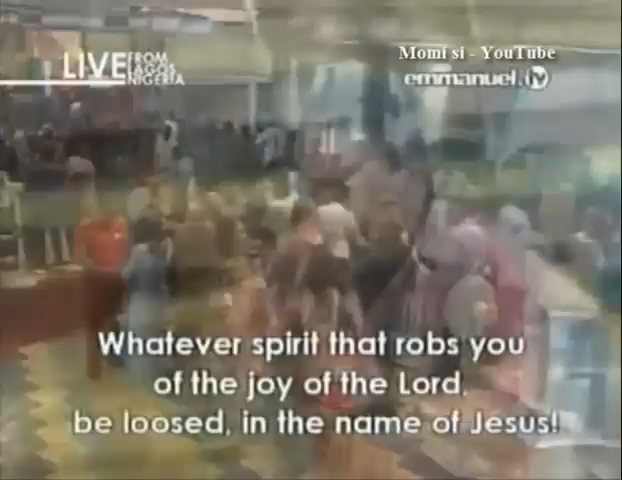 LIVE FROM LAGOS NIGERIA
Momi si - YouTube
emmanuel.tv
Whatever spirit that robs you
of the joy of the Lord,
be loosed, in the name of Jesus!